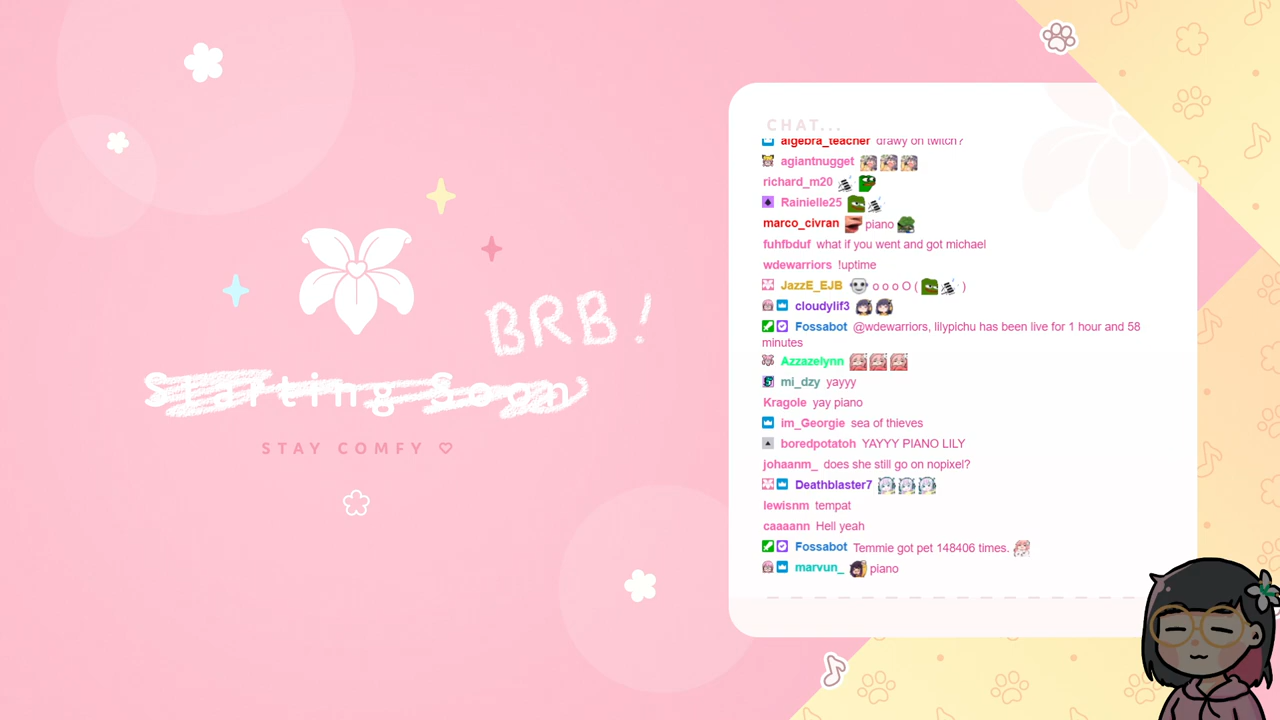 BRB!
Starting Soon
STAY COMFY
CHAT...
algebra_teacher drawy on twitch?
agiantnugget
richard_m20
Rainielle25
marco_civran piano
fuhfbduf what if you went and got michael
wdewarriors !uptime
JazzE_EJB o o o O ( )
cloudylif3
Fossabot @wdewarriors, lilypichu has been live for 1 hour and 58
minutes
Azzazelynn
mi_dzy yayyy
Kragole yay piano
im_Georgie sea of thieves
boredpotatoh YAYYY PIANO LILY
johaanm_ does she still go on nopixel?
Deathblaster7
lewisnm tempat
caaaann Hell yeah
Fossabot Temmie got pet 148406 times.
marvun_ piano